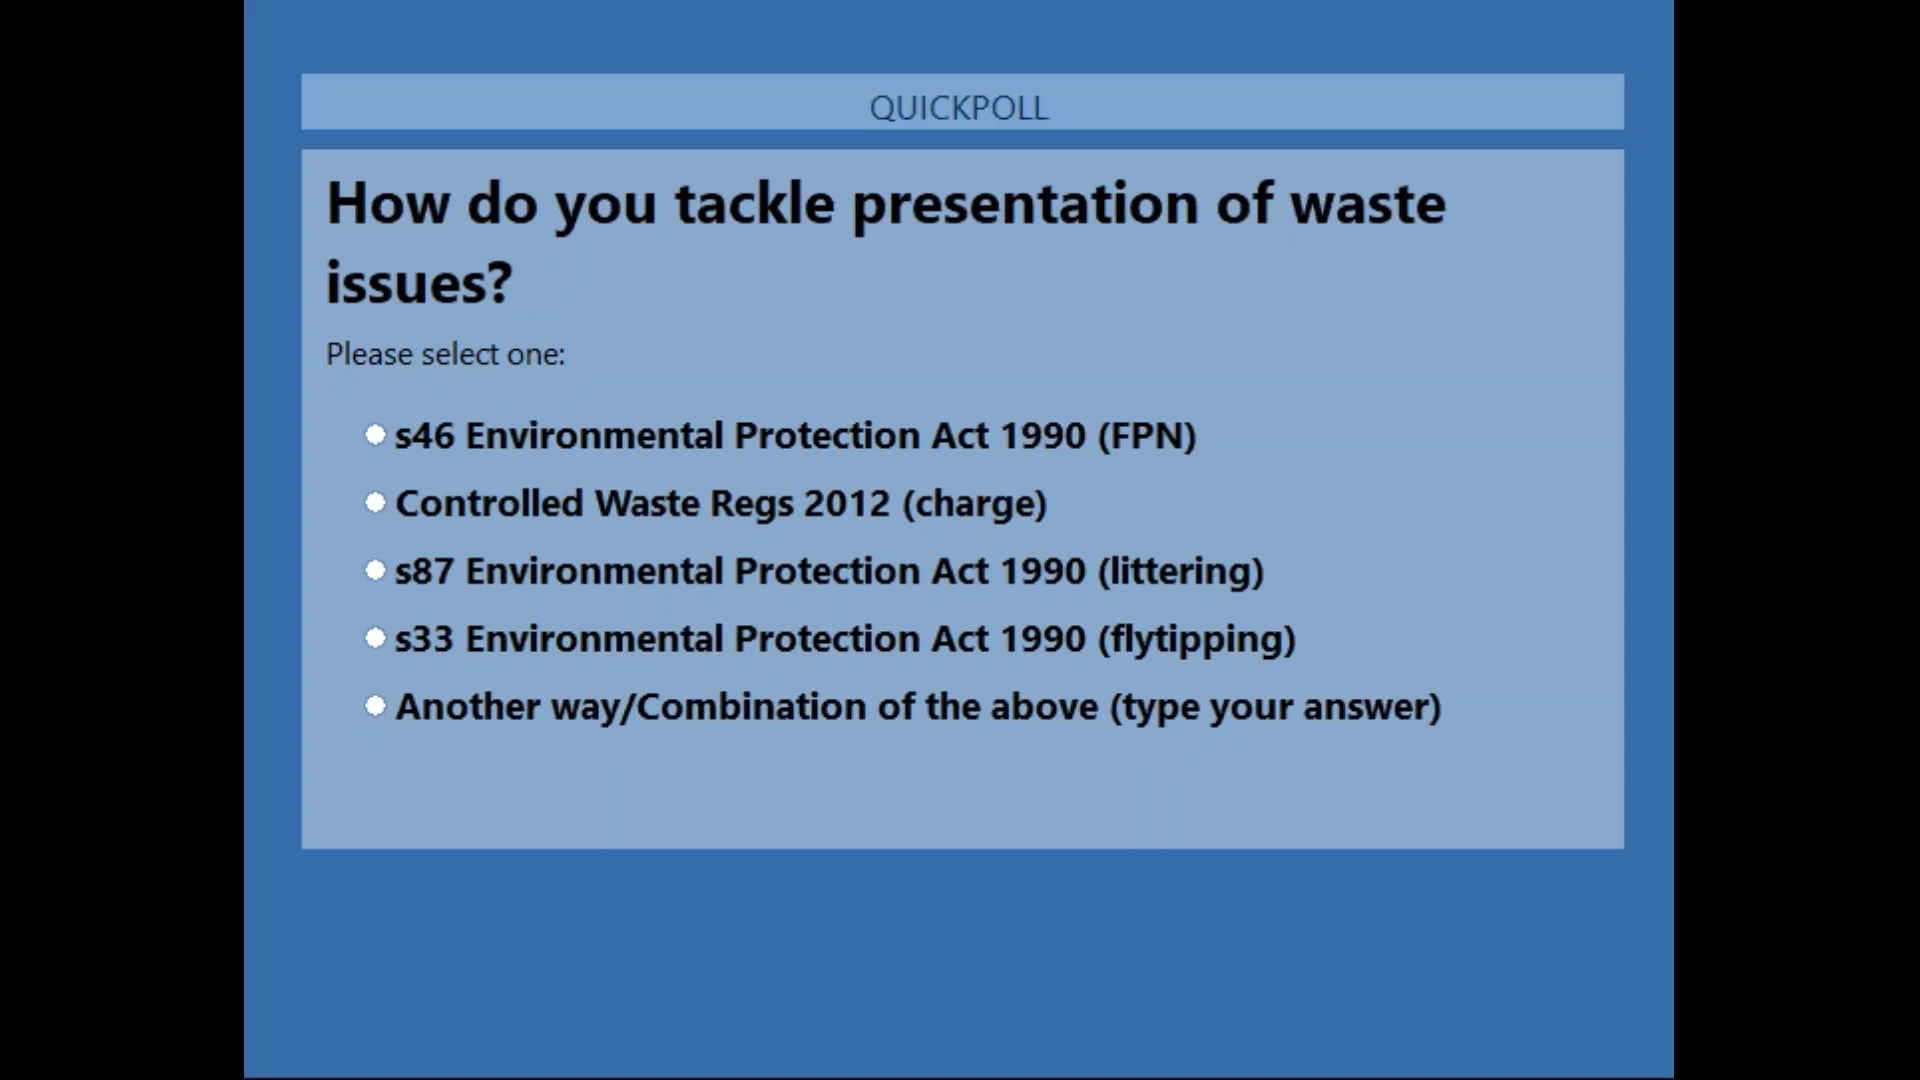 QUICKPOLL
How do you tackle presentation of waste
issues?
Please select one:
s46 Environmental Protection Act 1990 (FPN)
Controlled Waste Regs 2012 (charge)
s87 Environmental Protection Act 1990 (littering)
s33 Environmental Protection Act 1990 (flytipping)
Another way/Combination of the above (type your answer)